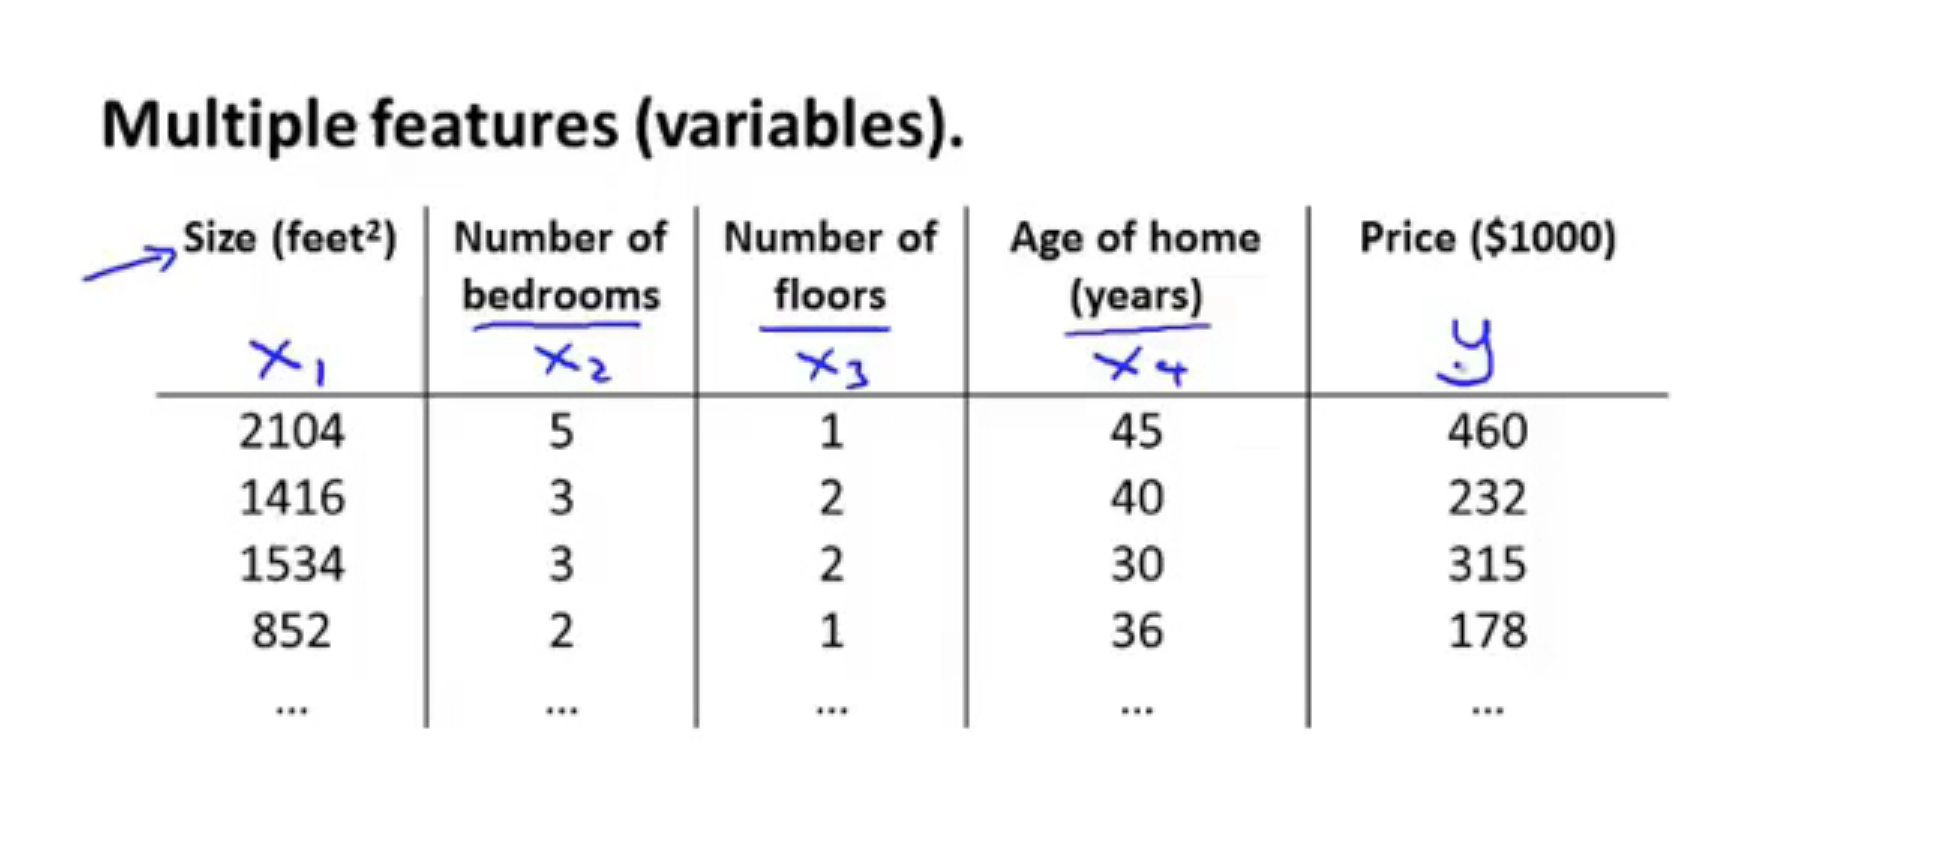 Multiple features (variables).
Size (feet²) Number of bedrooms Number of floors Age of home (years) Price ($1000)
x₁ x₂ x₃ x₄ y
2104 5 1 45 460
1416 3 2 40 232
1534 3 2 30 315
852 2 1 36 178
... ... ... ... ...